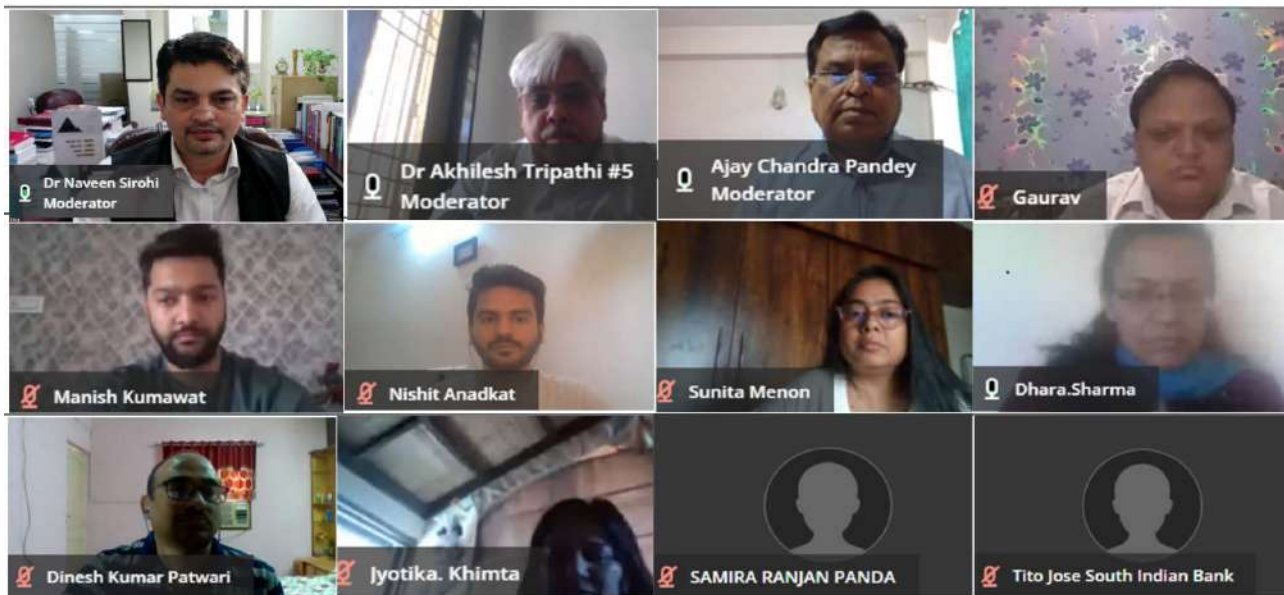 Dr Naveen Sirohi
Moderator
Dr Akhilesh Tripathi #5
Moderator
Ajay Chandra Pandey
Moderator
Gaurav
Manish Kumawat
Nishit Anadkat
Sunita Menon
Dhara.Sharma
Dinesh Kumar Patwari
Jyotika. Khimta
SAMIRA RANJAN PANDA
Tito Jose South Indian Bank